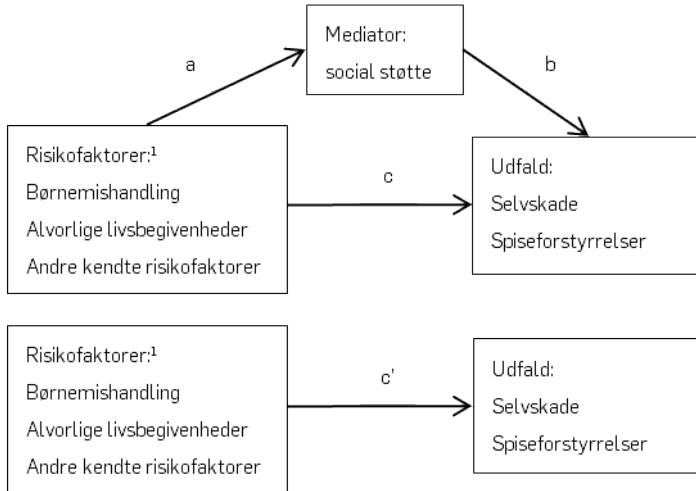 Mediator:
social støtte
a
b
Risikofaktorer:¹
Børnemishandling
Alvorlige livsbegivenheder
Andre kendte risikofaktorer
c
Udfald:
Selvskade
Spiseforstyrrelser
Risikofaktorer:¹
Børnemishandling
Alvorlige livsbegivenheder
Andre kendte risikofaktorer
c'
Udfald:
Selvskade
Spiseforstyrrelser